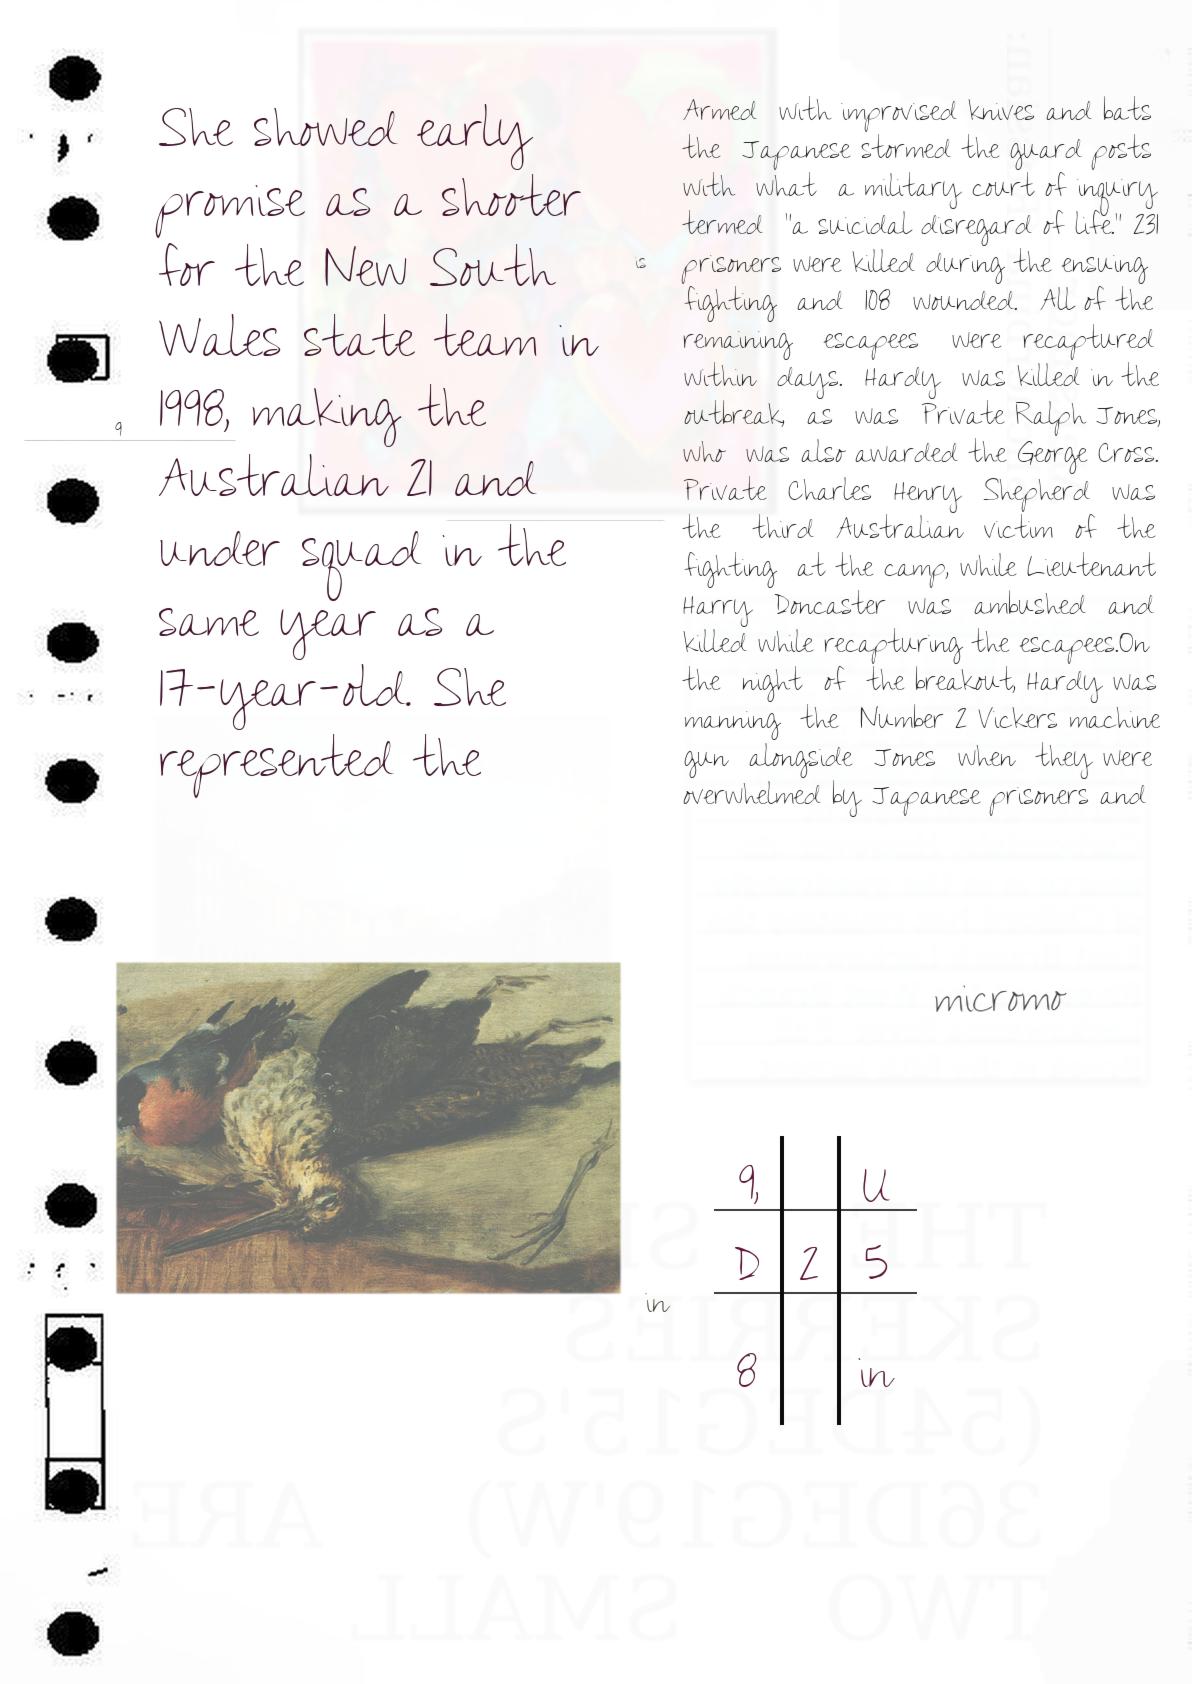 She showed early
promise as a shooter
for the New South
Wales state team in
1998, making the
Australian 21 and
under squad in the
same year as a
17-year-old. She
represented the
9
is
Armed with improvised knives and bats
the Japanese stormed the guard posts
with what a military court of inquiry
termed "a suicidal disregard of life." 231
prisoners were killed during the ensuing
fighting and 108 wounded. All of the
remaining escapees were recaptured
within days. Hardy was killed in the
outbreak, as was Private Ralph Jones,
who was also awarded the George Cross.
Private Charles Henry Shepherd was
the third Australian victim of the
fighting at the camp, while Lieutenant
Harry Doncaster was ambushed and
killed while recapturing the escapees.On
the night of the breakout, Hardy was
manning the Number 2 Vickers machine
gun alongside Jones when they were
overwhelmed by Japanese prisoners and
micromo
9, U
D 2 5
8 in
in
THE
SKERRIES
(54DEG15'S
36DEG19'W) ARE
TWO SMALL